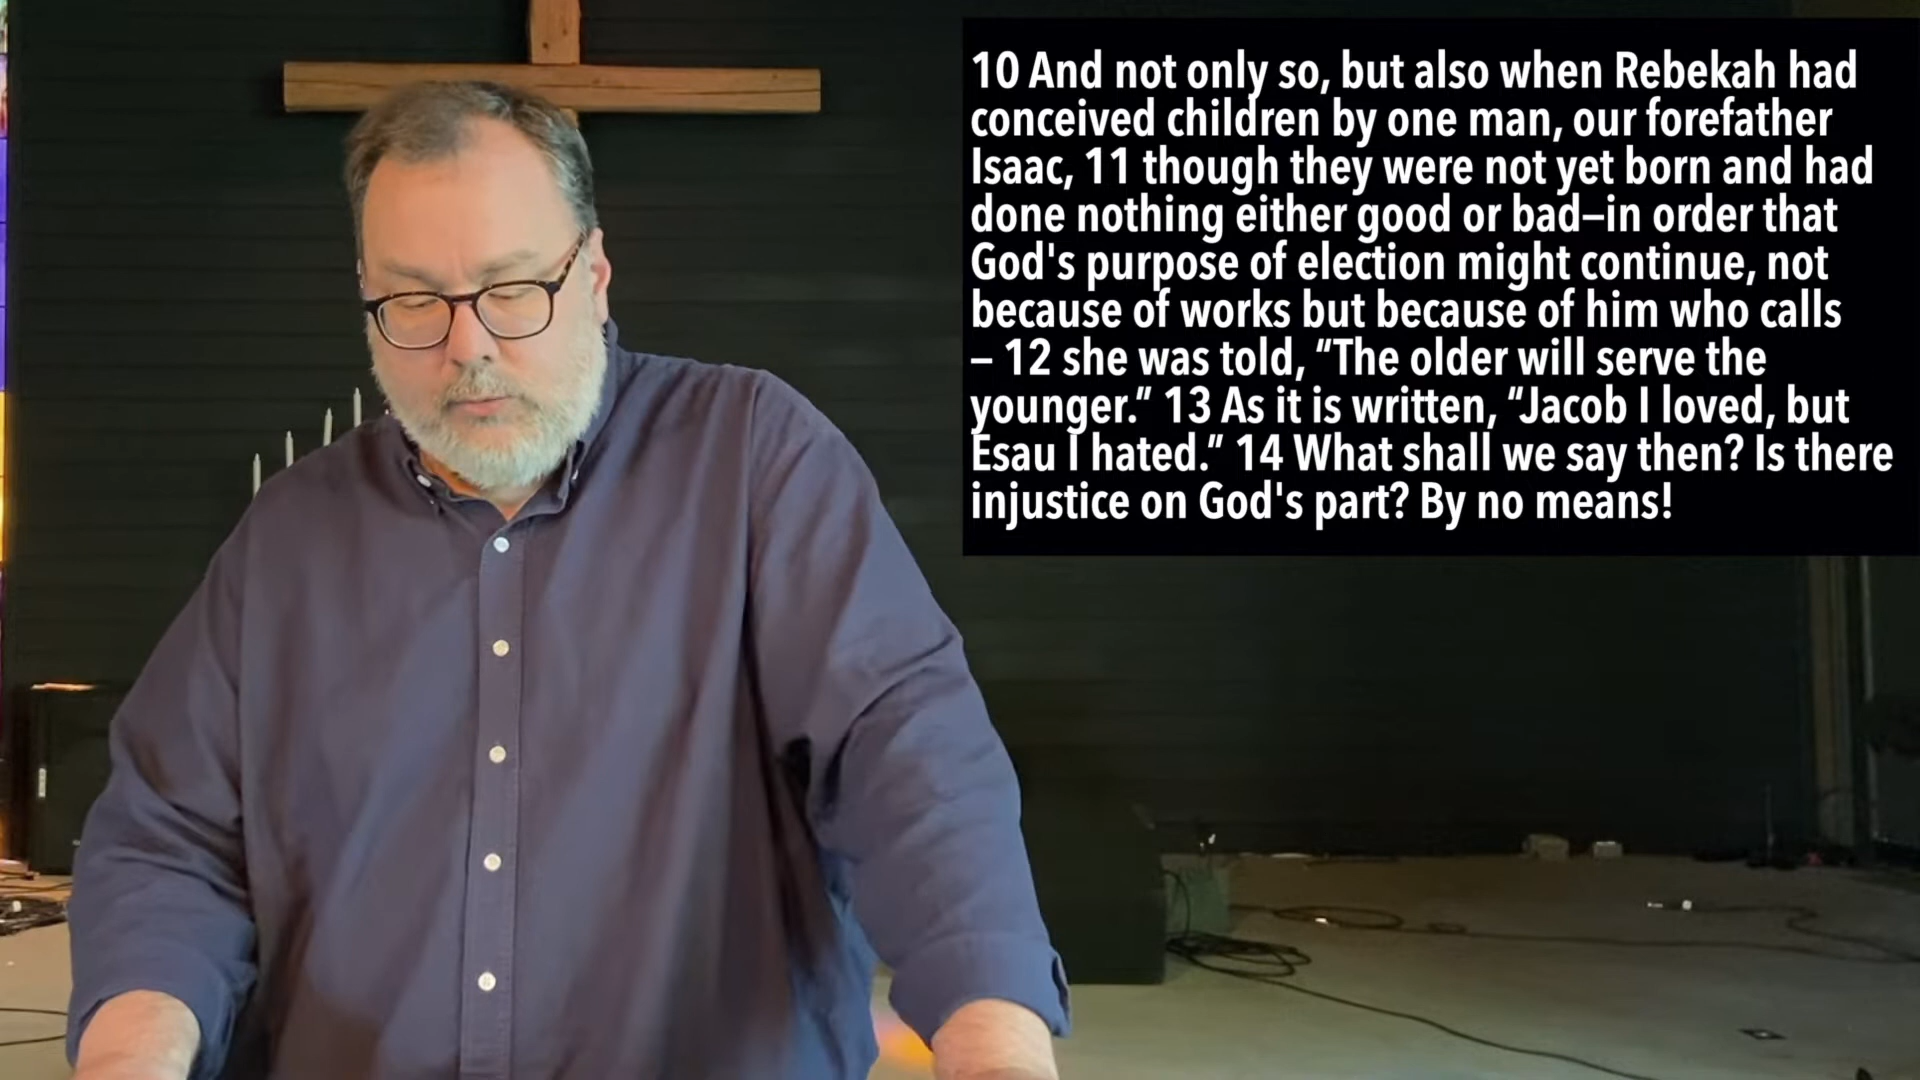 10 And not only so, but also when Rebekah had
conceived children by one man, our forefather
Isaac, 11 though they were not yet born and had
done nothing either good or bad—in order that
God's purpose of election might continue, not
because of works but because of him who calls
— 12 she was told, “The older will serve the
younger.” 13 As it is written, “Jacob I loved, but
Esau I hated.” 14 What shall we say then? Is there
injustice on God's part? By no means!